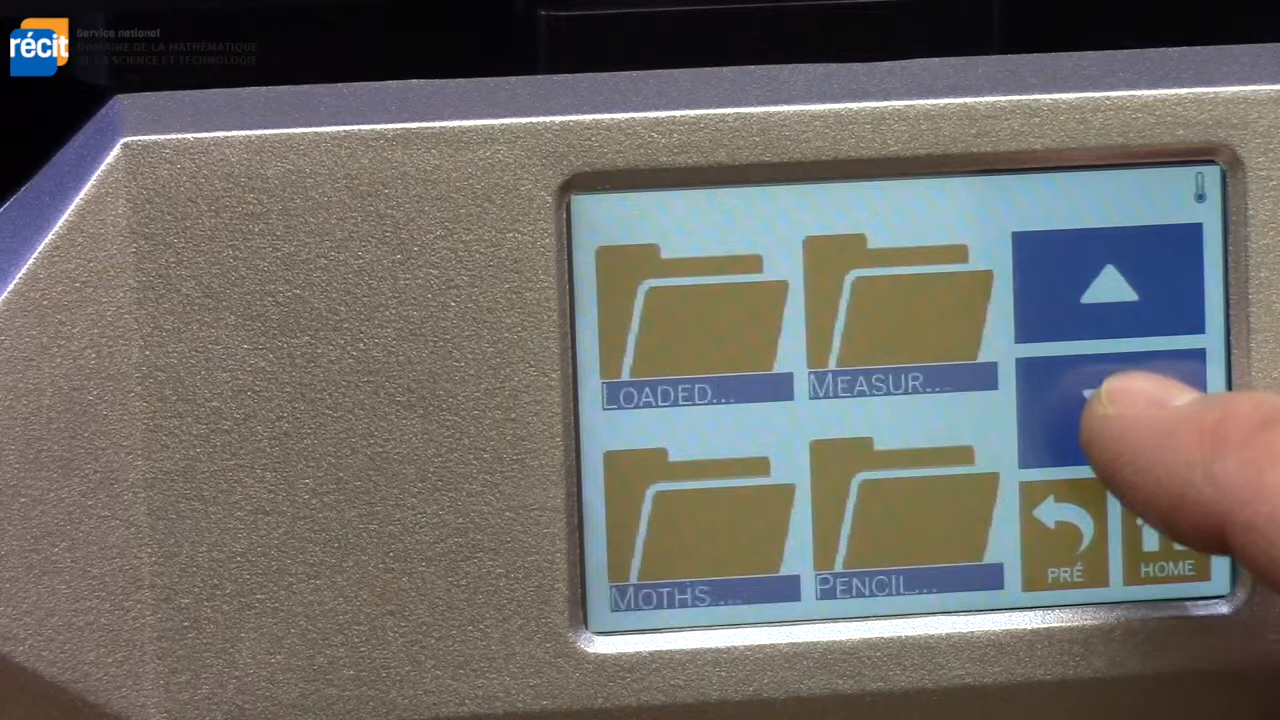 récit
Service national
DOMAINE DE LA MATHÉMATIQUE
DE LA SCIENCE ET TECHNOLOGIE
LOADED...
MEASUR...
MOTHS ...
PENCIL...
PRÉ
HOME